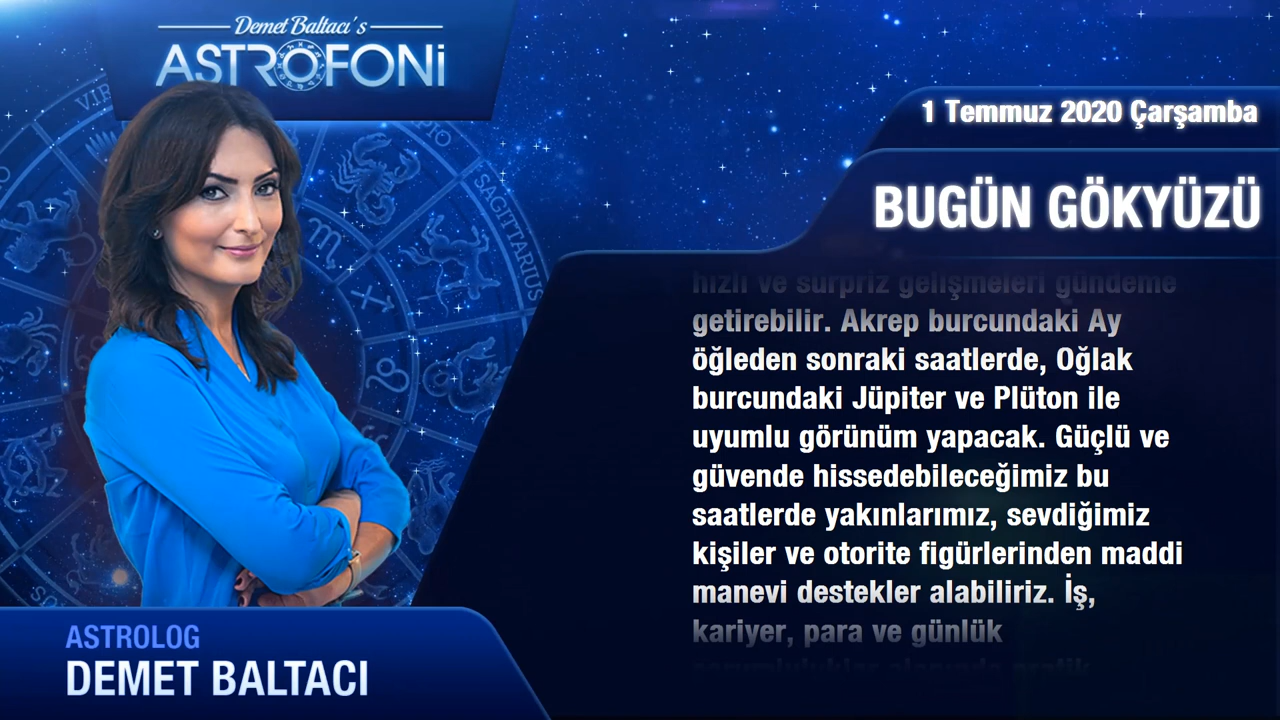 Demet Baltacı's
ASTROFONİ
1 Temmuz 2020 Çarşamba
BUGÜN GÖKYÜZÜ
hızlı ve sürpriz gelişmeleri gündeme
getirebilir. Akrep burcundaki Ay
öğleden sonraki saatlerde, Oğlak
burcundaki Jüpiter ve Plüton ile
uyumlu görünüm yapacak. Güçlü ve
güvende hissedebileceğimiz bu
saatlerde yakınlarımız, sevdiğimiz
kişiler ve otorite figürlerinden maddi
manevi destekler alabiliriz. İş,
kariyer, para ve günlük
SAGITTARIUS
ASTROLOG
DEMET BALTACI